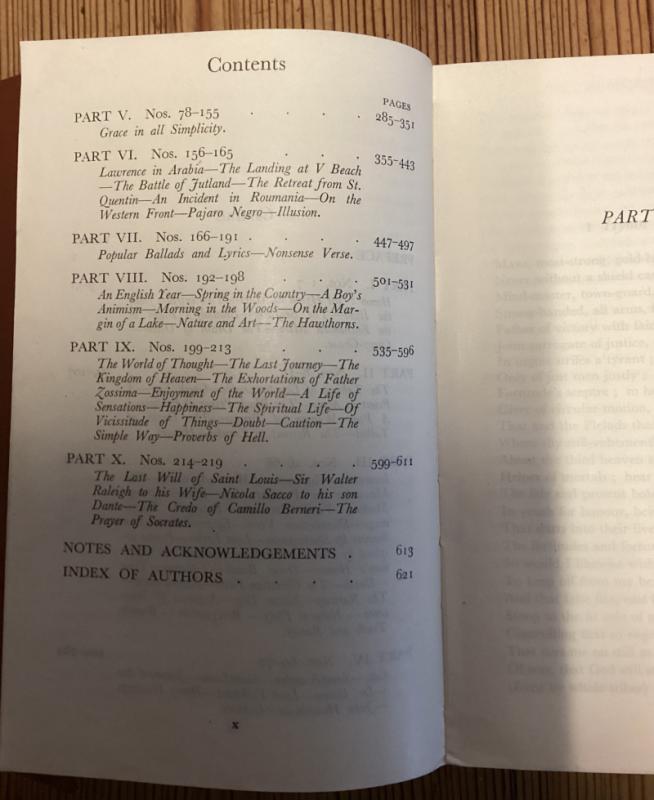 Contents
PAGES
PART V. Nos. 78-155 . . . . 285-351
Grace in all Simplicity.
PART VI. Nos. 156-165 . . . 355-443
Lawrence in Arabia—The Landing at V Beach
—The Battle of Jutland—The Retreat from St.
Quentin—An Incident in Roumania—On the
Western Front—Pajaro Negro—Illusion.
PART VII. Nos. 166-191 . . . . 447-497
Popular Ballads and Lyrics—Nonsense Verse.
PART VIII. Nos. 192-198 . . . 501-531
An English Year—Spring in the Country—A Boy's
Animism—Morning in the Woods—On the Mar-
gin of a Lake—Nature and Art—The Hawthorns.
PART IX. Nos. 199-213 . . . 535-596
The World of Thought—The Last Journey—The
Kingdom of Heaven—The Exhortations of Father
Zossima—Enjoyment of the World—A Life of
Sensations—Happiness—The Spiritual Life—Of
Vicissitude of Things—Doubt—Caution—The
Simple Way—Proverbs of Hell.
PART X. Nos. 214-219 . . . . 599-611
The Last Will of Saint Louis—Sir Walter
Raleigh to his Wife—Nicola Sacco to his son
Dante—The Credo of Camillo Berneri—The
Prayer of Socrates.
NOTES AND ACKNOWLEDGEMENTS . 613
INDEX OF AUTHORS . . . . 621
x
PART